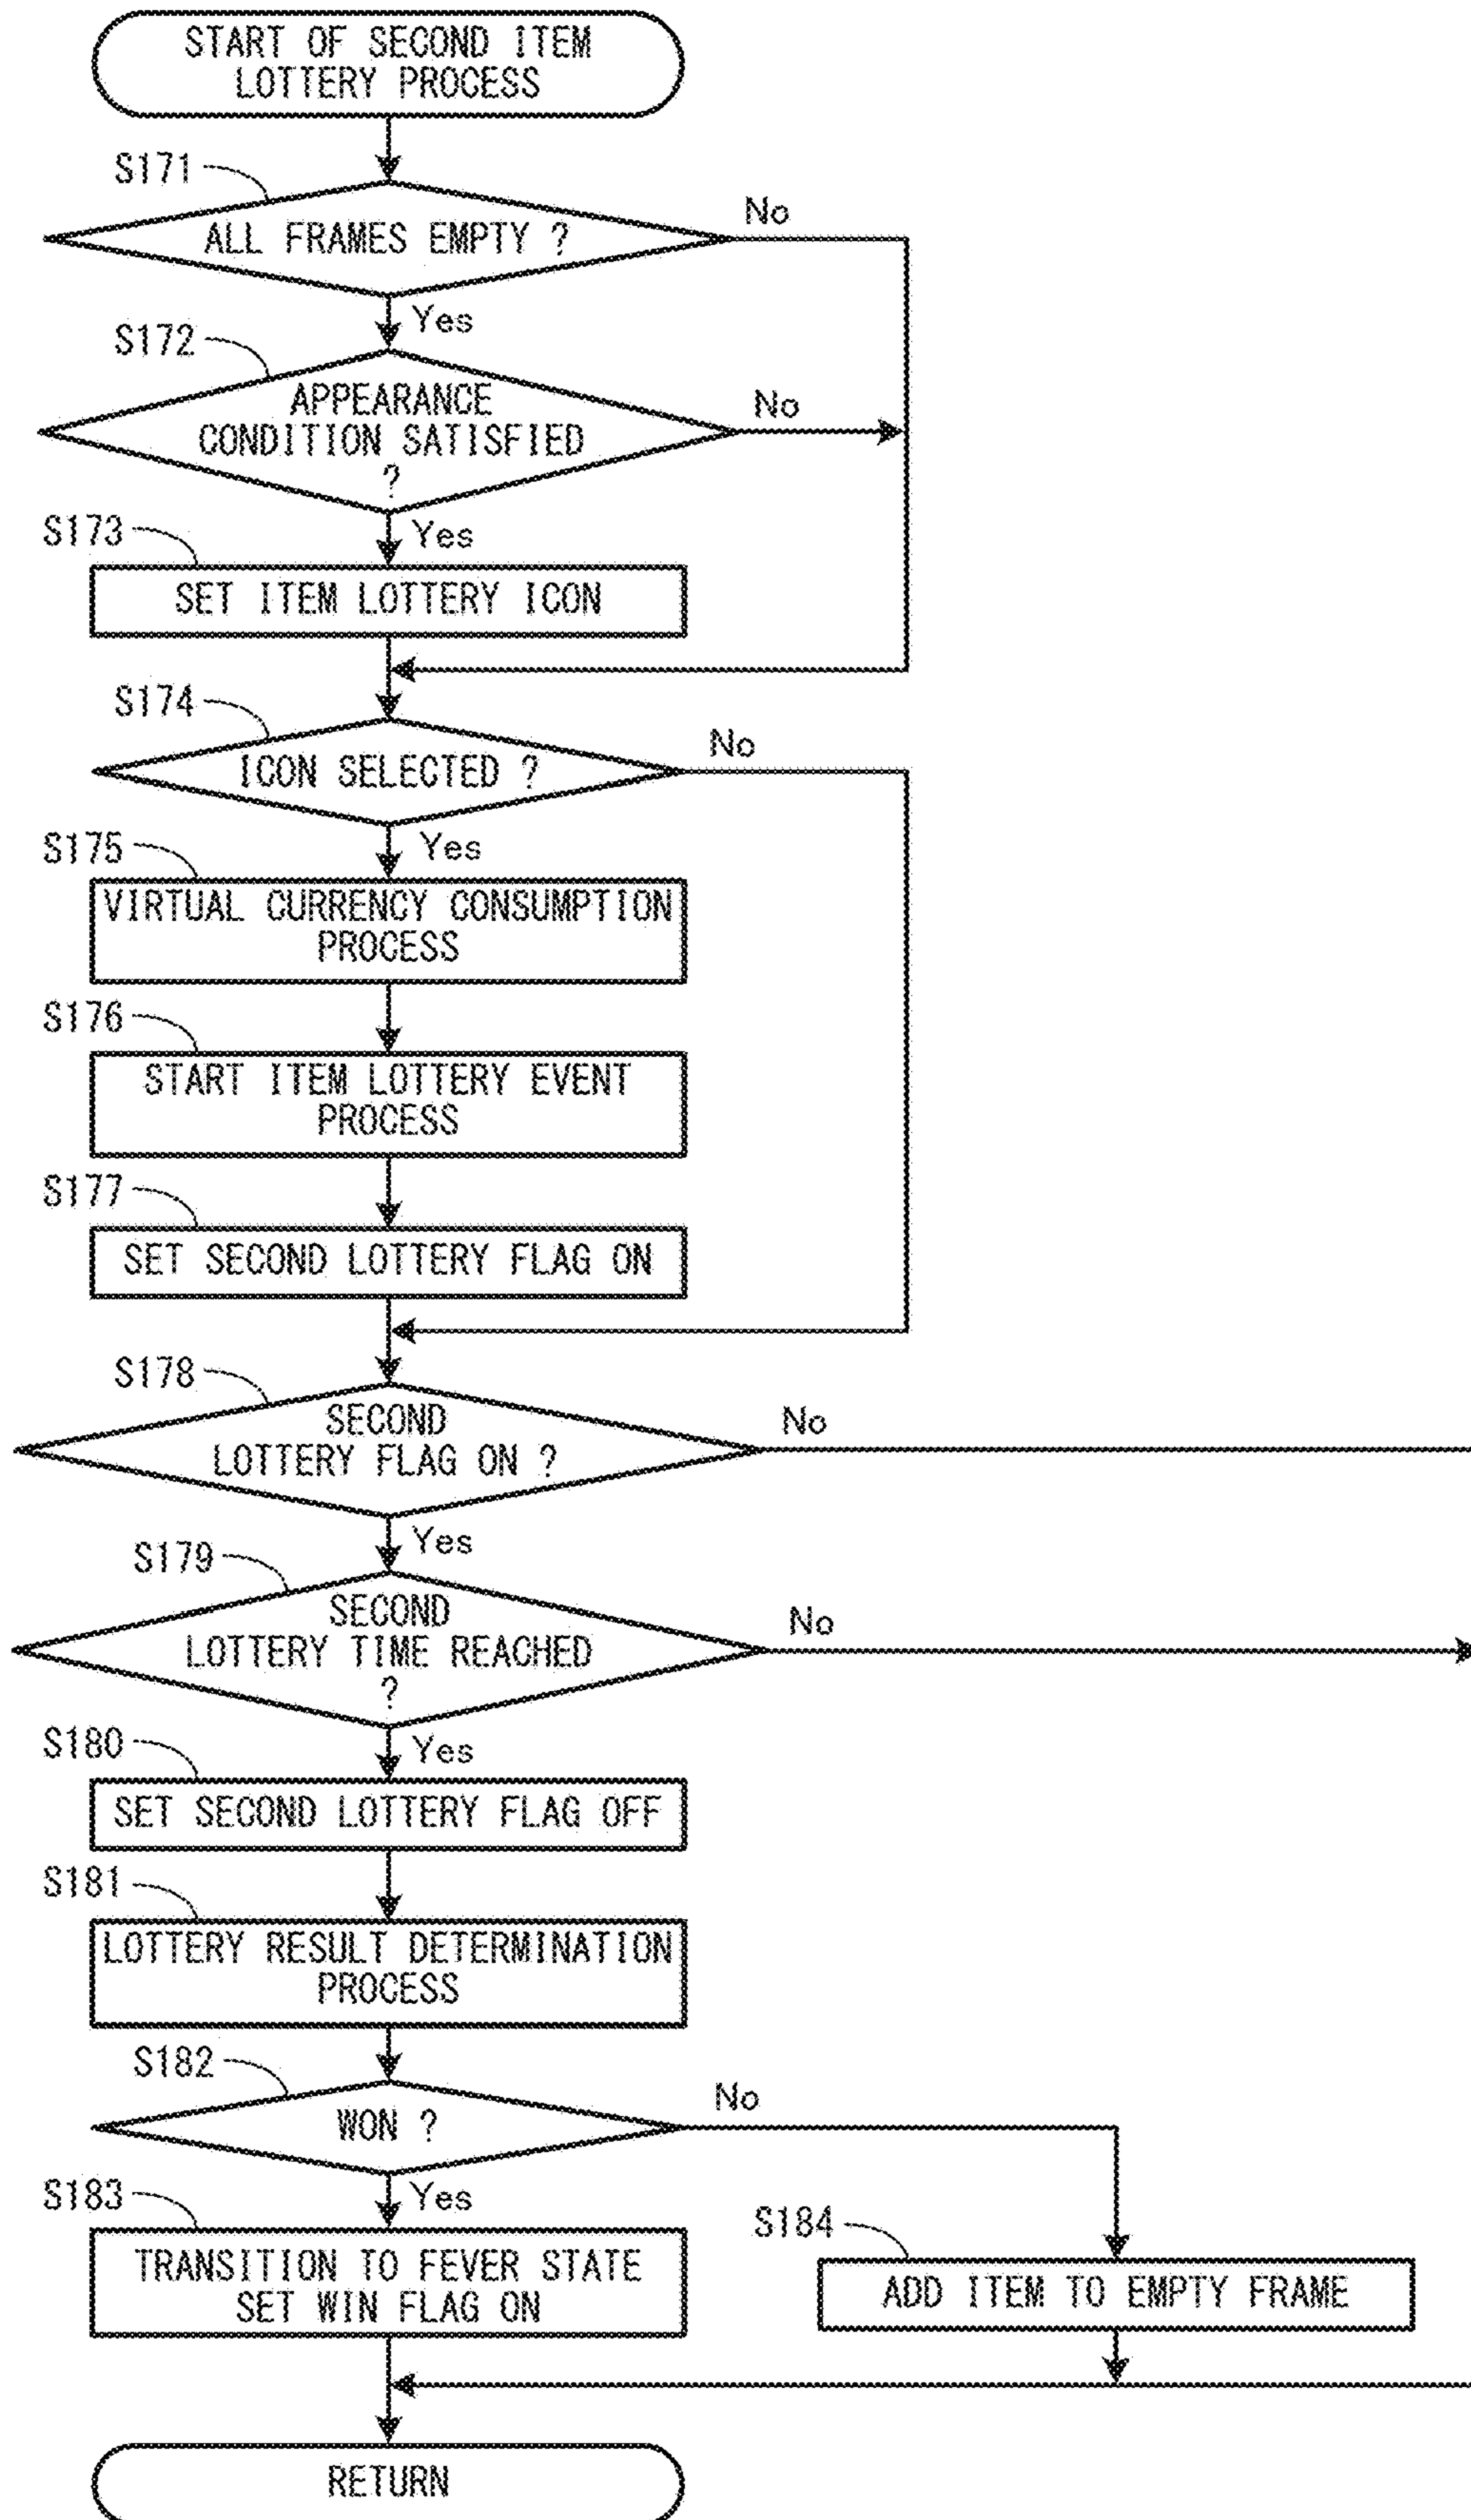 START OF SECOND ITEM
LOTTERY PROCESS
S171
ALL FRAMES EMPTY ?
No
Yes
S172
APPEARANCE
CONDITION SATISFIED
?
No
Yes
S173
SET ITEM LOTTERY ICON
S174
ICON SELECTED ?
No
Yes
S175
VIRTUAL CURRENCY CONSUMPTION
PROCESS
S176
START ITEM LOTTERY EVENT
PROCESS
S177
SET SECOND LOTTERY FLAG ON
S178
SECOND
LOTTERY FLAG ON ?
No
Yes
S179
SECOND
LOTTERY TIME REACHED
?
No
Yes
S180
SET SECOND LOTTERY FLAG OFF
S181
LOTTERY RESULT DETERMINATION
PROCESS
S182
WON ?
No
Yes
S183
TRANSITION TO FEVER STATE
SET WIN FLAG ON
S184
ADD ITEM TO EMPTY FRAME
RETURN